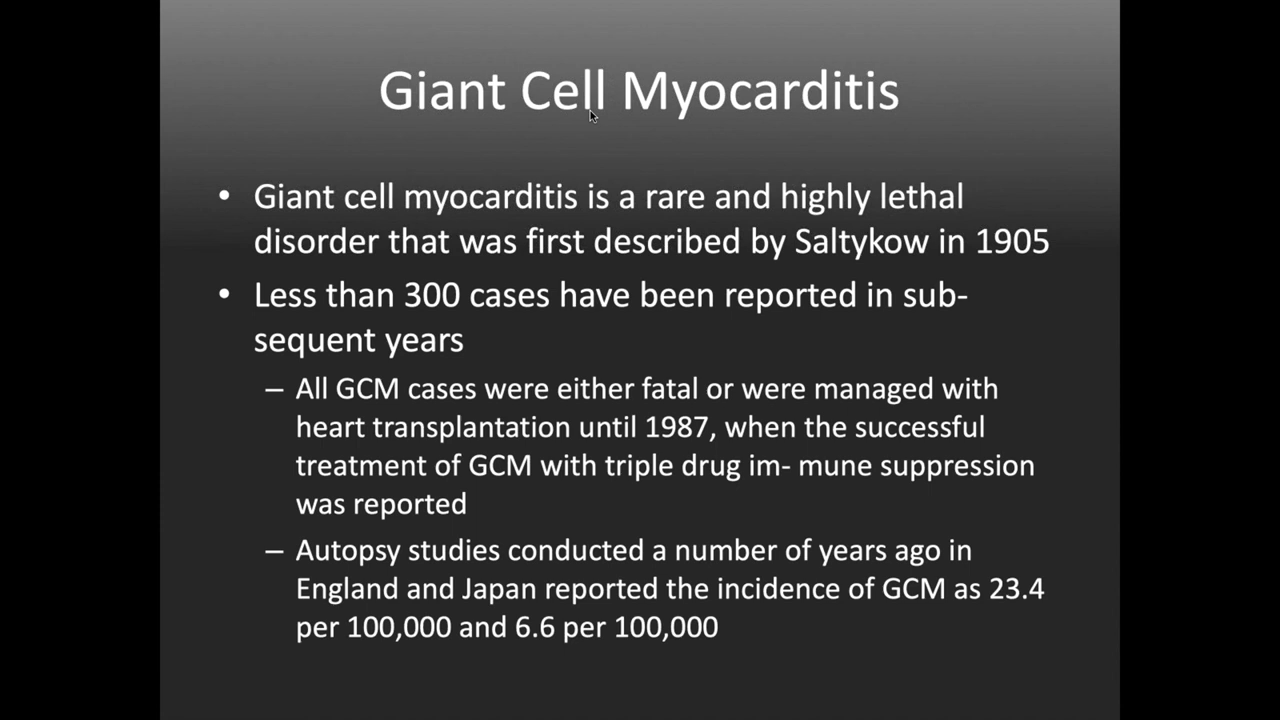 Giant Cell Myocarditis
• Giant cell myocarditis is a rare and highly lethal
disorder that was first described by Saltykow in 1905
• Less than 300 cases have been reported in sub-
sequent years
– All GCM cases were either fatal or were managed with
heart transplantation until 1987, when the successful
treatment of GCM with triple drug im- mune suppression
was reported
– Autopsy studies conducted a number of years ago in
England and Japan reported the incidence of GCM as 23.4
per 100,000 and 6.6 per 100,000